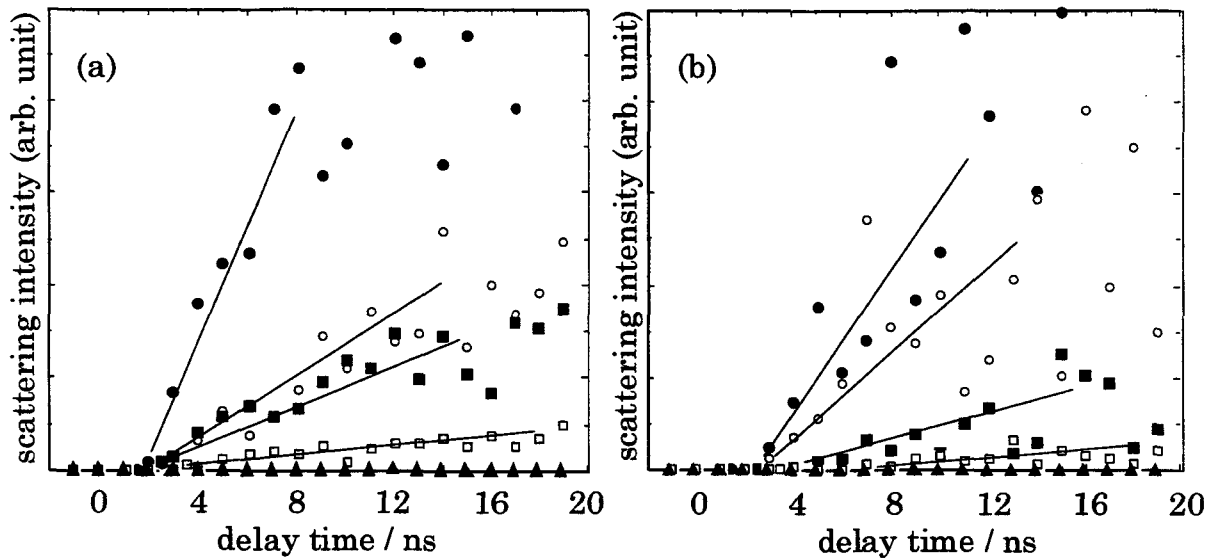 (a)
scattering intensity (arb. unit)
0 4 8 12 16 20
delay time / ns
(b)
scattering intensity (arb. unit)
0 4 8 12 16 20
delay time / ns